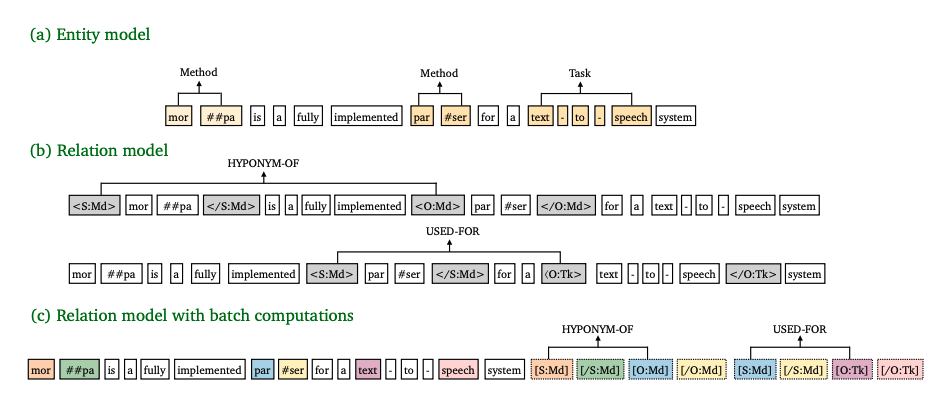 (a) Entity model
Method Method Task
mor ##pa is a fully implemented par #ser for a text - to - speech system
(b) Relation model
HYPONYM-OF
<S:Md> mor ##pa </S:Md> is a fully implemented <O:Md> par #ser </O:Md> for a text - to - speech system
USED-FOR
mor ##pa is a fully implemented <S:Md> par #ser </S:Md> for a ⟨O:Tk> text - to - speech </O:Tk> system
(c) Relation model with batch computations
HYPONYM-OF USED-FOR
mor ##pa is a fully implemented par #ser for a text - to - speech system [S:Md] [/S:Md] [O:Md] [/O:Md] [S:Md] [/S:Md] [O:Tk] [/O:Tk]